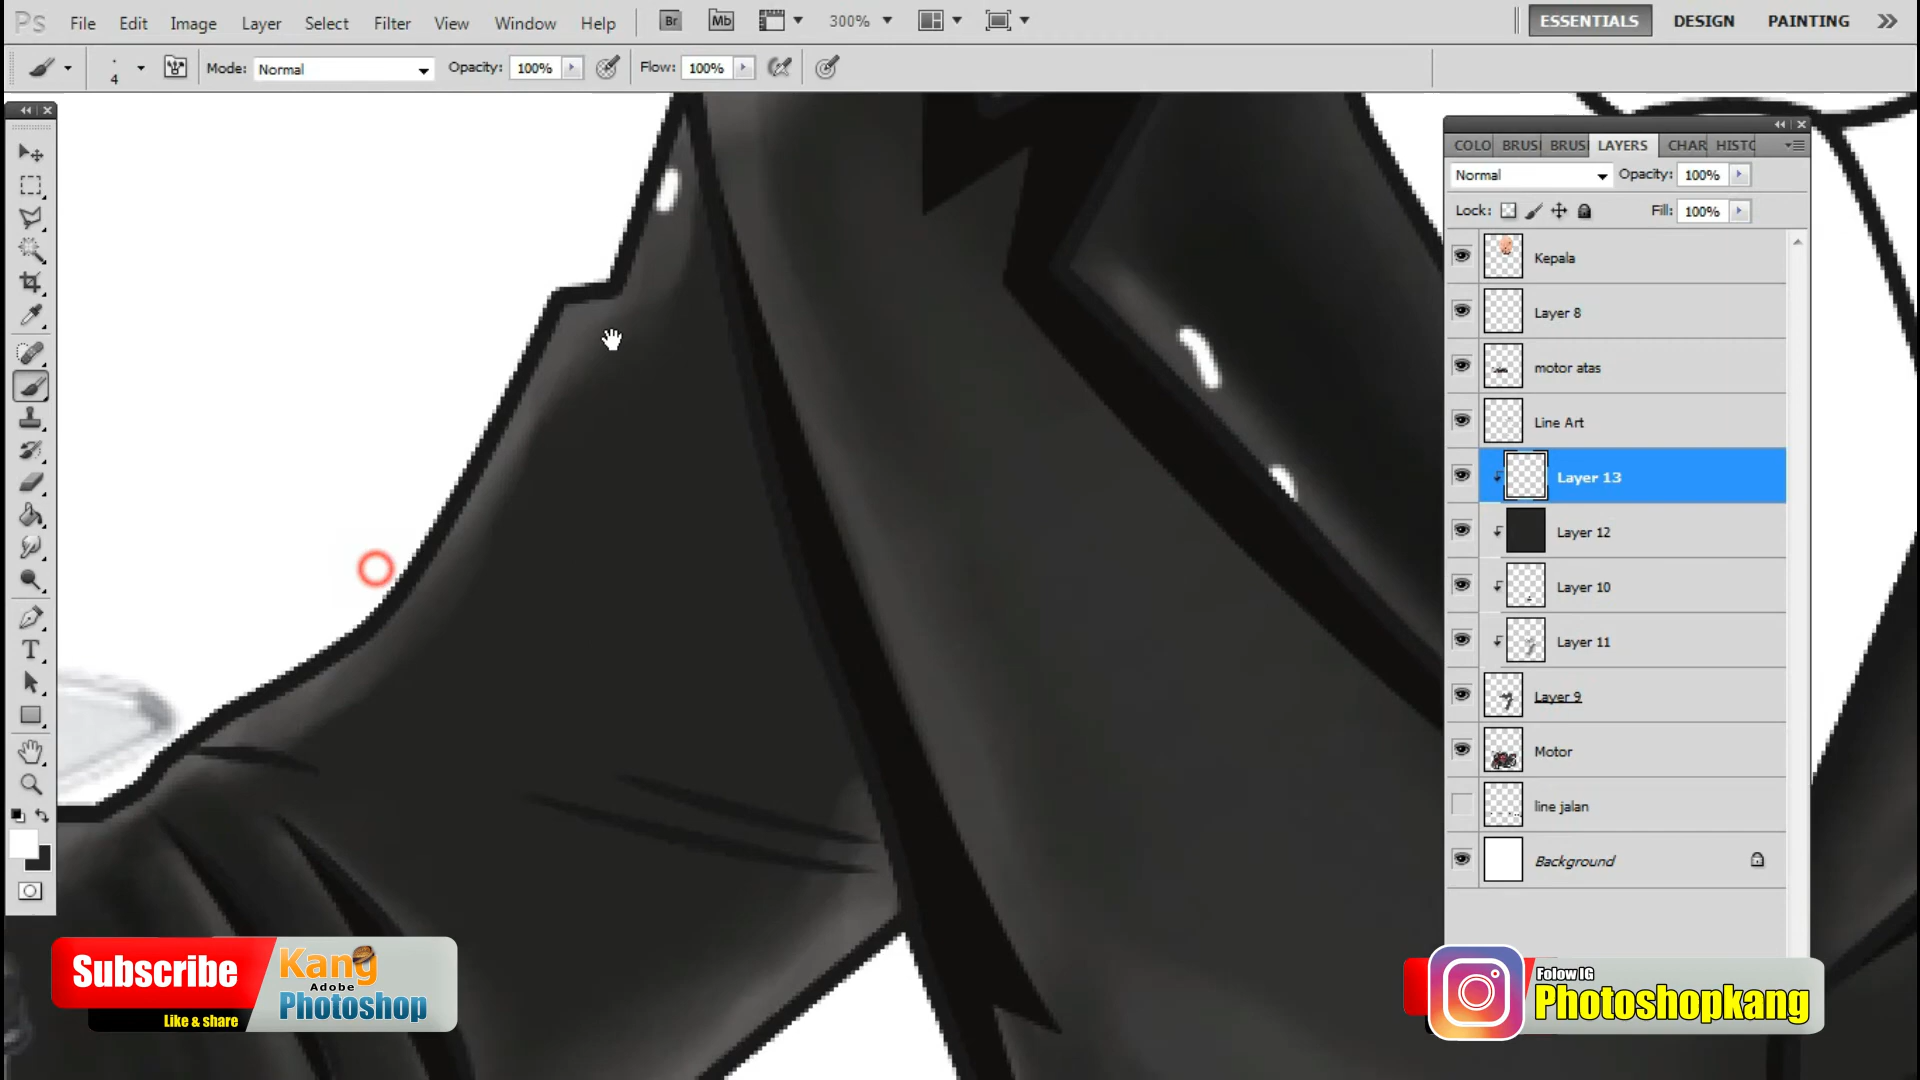 Ps File Edit Image Layer Select Filter View Window Help Br Mb 300% ESSENTIALS DESIGN PAINTING
4 Mode: Normal Opacity: 100% Flow: 100%
COLO BRUSI BRUSI LAYERS CHAR HISTO
Normal Opacity: 100%
Lock: Fill: 100%
Kepala
Layer 8
motor atas
Line Art
Layer 13
Layer 12
Layer 10
Layer 11
Layer 9
Motor
line jalan
Background
T
Subscribe
Like & share
Kang
Adobe
Photoshop
Folow IG
Photoshopkang